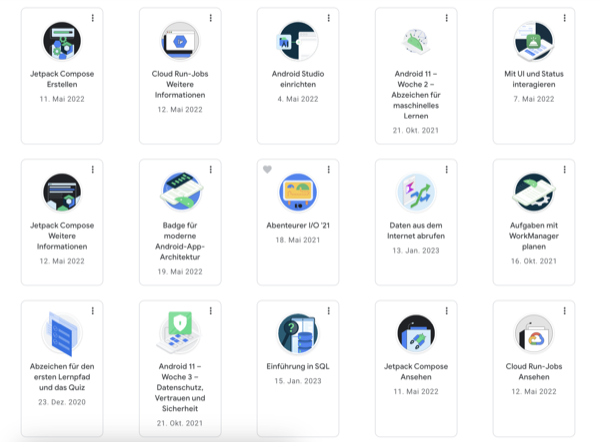 Jetpack Compose
Erstellen
11. Mai 2022
Cloud Run-Jobs
Weitere
Informationen
12. Mai 2022
Android Studio
einrichten
4. Mai 2022
Android 11 –
Woche 2 –
Abzeichen für
maschinelles
Lernen
21. Okt. 2021
Mit UI und Status
interagieren
7. Mai 2022
Jetpack Compose
Weitere
Informationen
12. Mai 2022
Badge für
moderne
Android-App-
Architektur
19. Mai 2022
Abenteurer I/O '21
18. Mai 2021
Daten aus dem
Internet abrufen
13. Jan. 2023
Aufgaben mit
WorkManager
planen
16. Okt. 2021
Abzeichen für den
ersten Lernpfad
und das Quiz
23. Dez. 2020
Android 11 –
Woche 3 –
Datenschutz,
Vertrauen und
Sicherheit
21. Okt. 2021
?
Einführung in SQL
15. Jan. 2023
Jetpack Compose
Ansehen
11. Mai 2022
Cloud Run-Jobs
Ansehen
12. Mai 2022